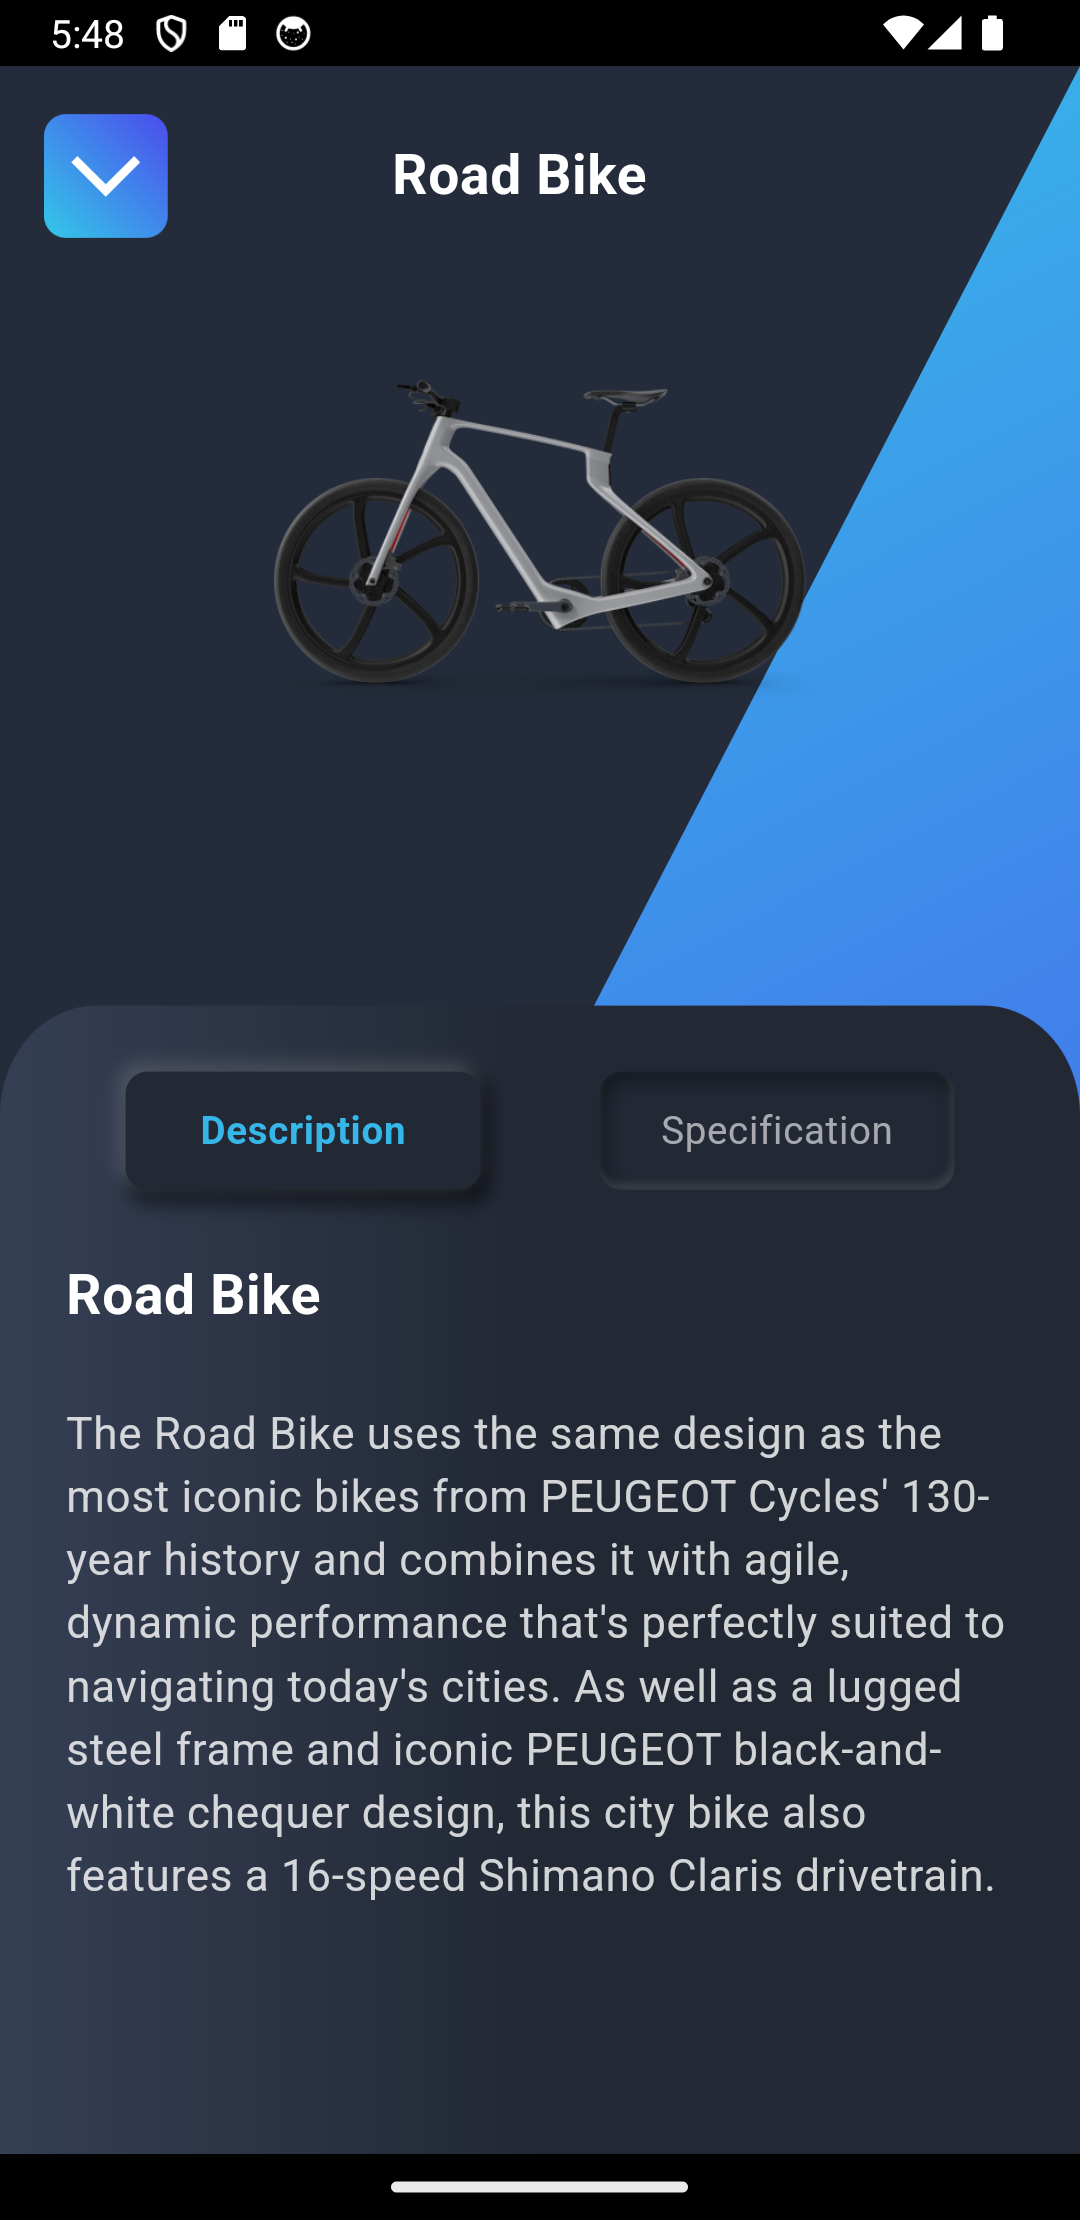 5:48
Road Bike
Description
Specification
Road Bike
The Road Bike uses the same design as the
most iconic bikes from PEUGEOT Cycles' 130-
year history and combines it with agile,
dynamic performance that's perfectly suited to
navigating today's cities. As well as a lugged
steel frame and iconic PEUGEOT black-and-
white chequer design, this city bike also
features a 16-speed Shimano Claris drivetrain.